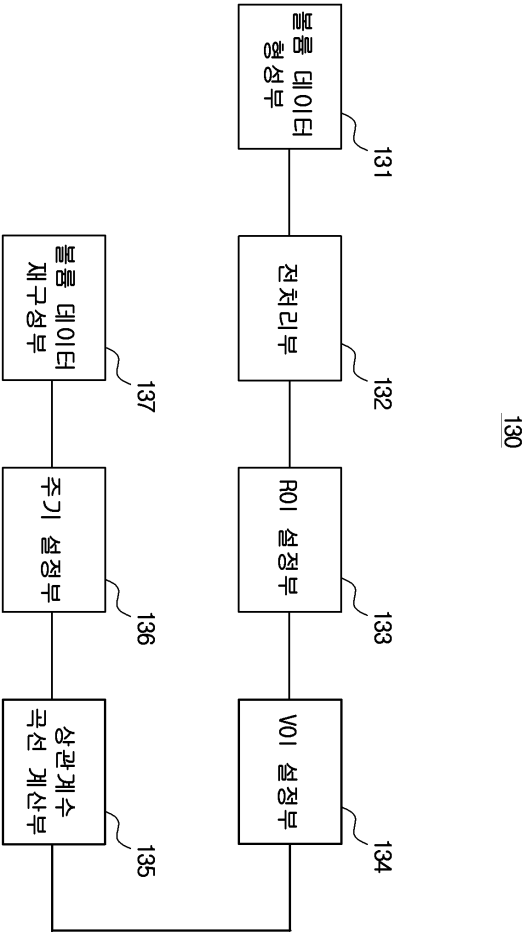 130
볼륨 데이터
형성부
131
전처리부
132
ROI 설정부
133
VOI 설정부
134
볼륨 데이터
재구성부
137
주기 설정부
136
상관계수
곡선 계산부
135